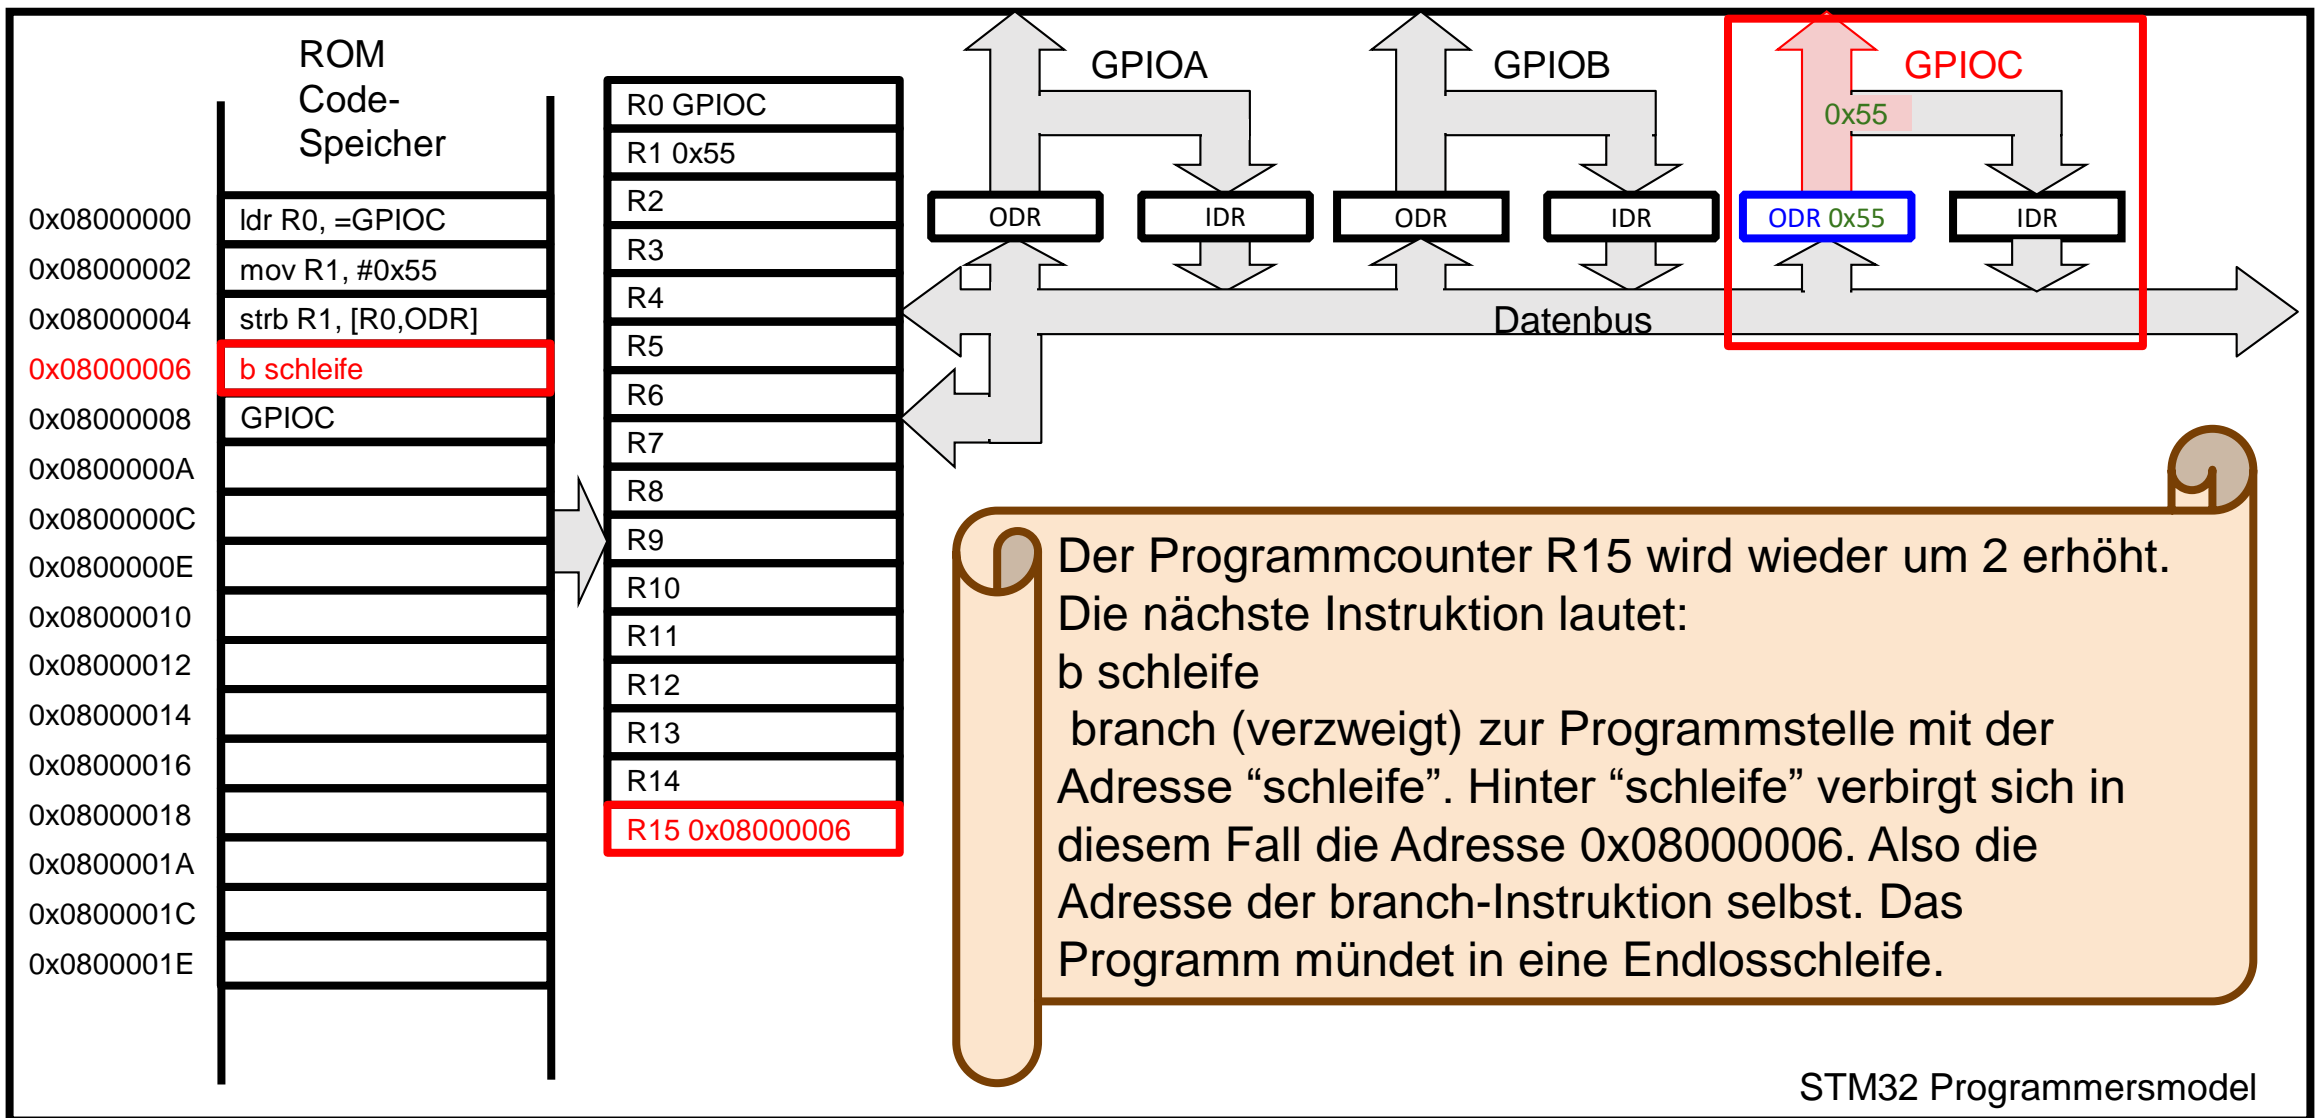 ROM
Code-
Speicher
0x08000000 ldr R0, =GPIOC
0x08000002 mov R1, #0x55
0x08000004 strb R1, [R0,ODR]
0x08000006 b schleife
0x08000008 GPIOC
0x0800000A
0x0800000C
0x0800000E
0x08000010
0x08000012
0x08000014
0x08000016
0x08000018
0x0800001A
0x0800001C
0x0800001E
R0 GPIOC
R1 0x55
R2
R3
R4
R5
R6
R7
R8
R9
R10
R11
R12
R13
R14
R15 0x08000006
GPIOA
ODR
IDR
GPIOB
ODR
IDR
GPIOC
0x55
ODR 0x55
IDR
Datenbus
Der Programmcounter R15 wird wieder um 2 erhöht.
Die nächste Instruktion lautet:
b schleife
branch (verzweigt) zur Programmstelle mit der
Adresse “schleife”. Hinter “schleife” verbirgt sich in
diesem Fall die Adresse 0x08000006. Also die
Adresse der branch-Instruktion selbst. Das
Programm mündet in eine Endlosschleife.
STM32 Programmersmodel